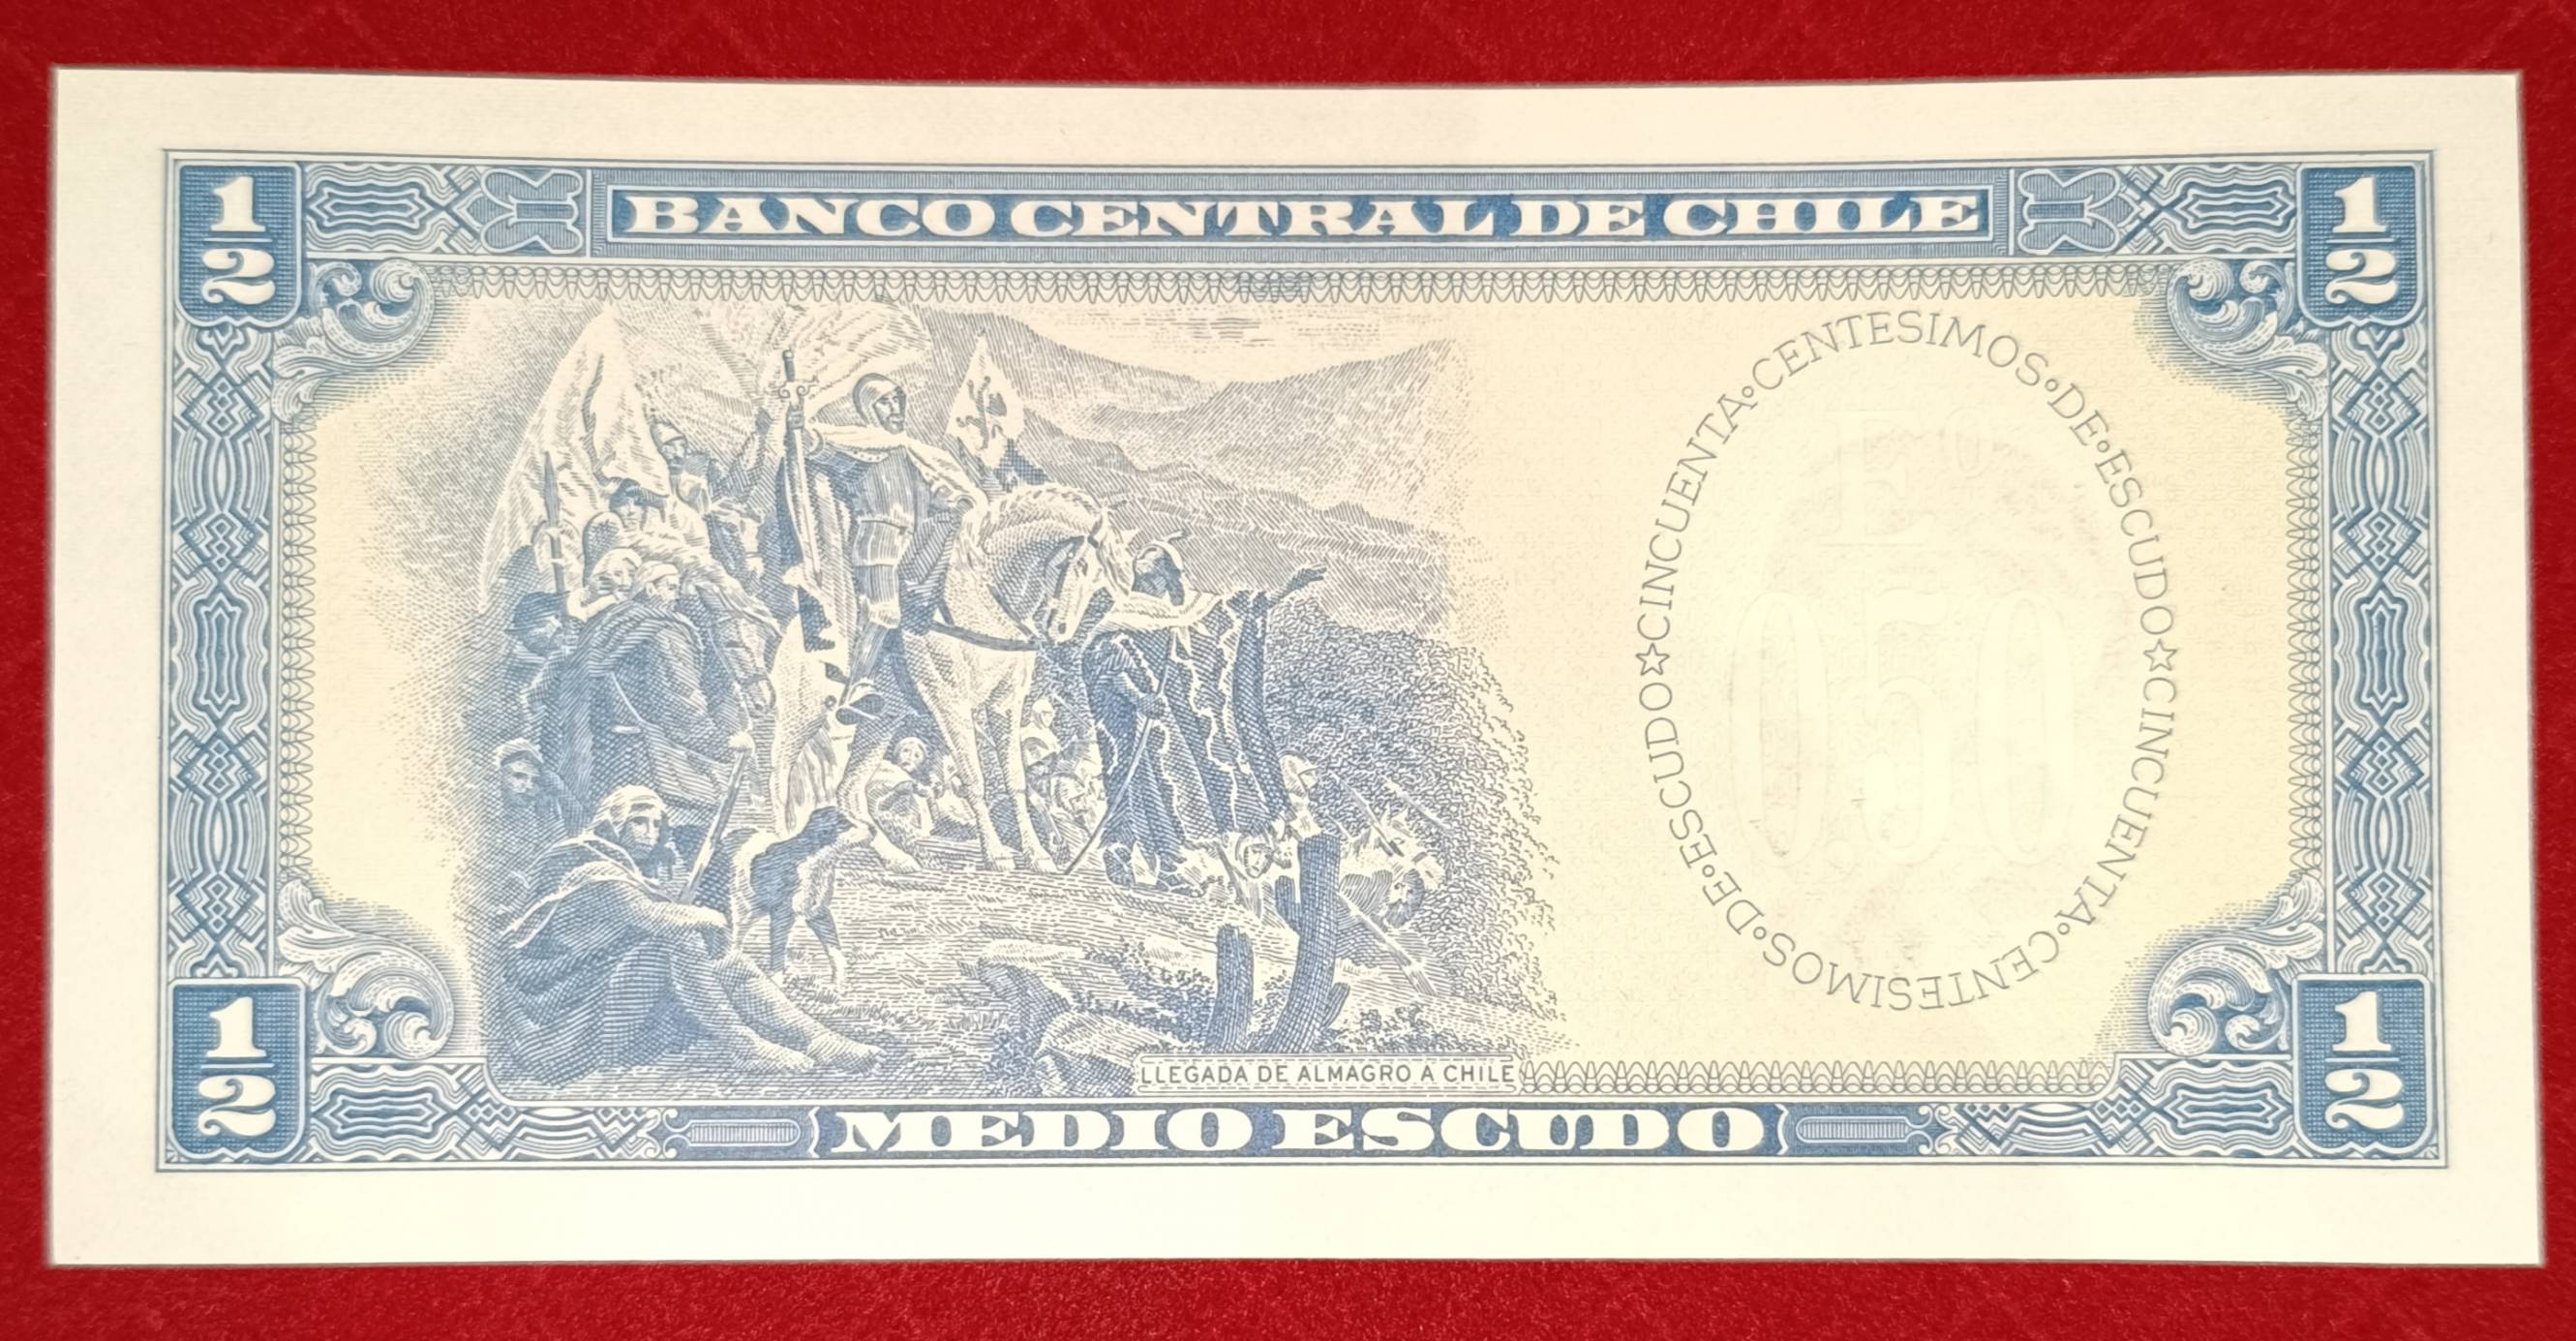 1/2
BANCO CENTRAL DE CHILE
1/2
CINCUENTA•CENTESIMOS•DE•ESCUDO☆CINCUENTA•CENTESIMOS•DE•ESCUDO☆
Eº
0.50
LLEGADA DE ALMAGRO A CHILE
1/2
MEDIO ESCUDO
1/2